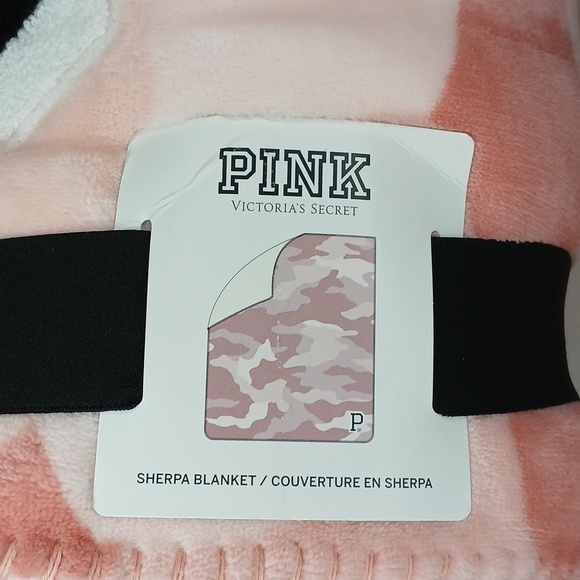 PINK
VICTORIA'S SECRET
P
SHERPA BLANKET / COUVERTURE EN SHERPA